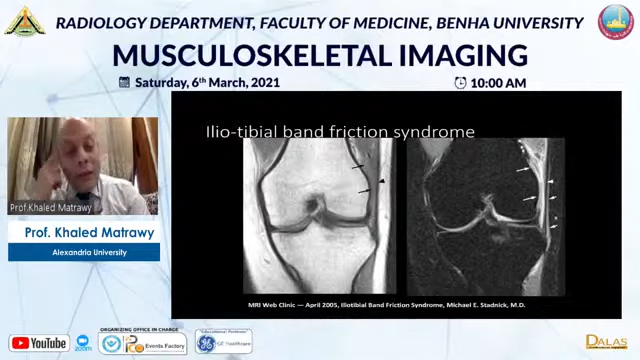 RADIOLOGY DEPARTMENT, FACULTY OF MEDICINE, BENHA UNIVERSITY
MUSCULOSKELETAL IMAGING
Saturday, 6th March, 2021
10:00 AM
Ilio-tibial band friction syndrome
Prof.Khaled Matrawy
Prof. Khaled Matrawy
Alexandria University
MRI Web Clinic — April 2005, Iliotibial Band Friction Syndrome, Michael E. Stadnick, M.D.
ORGANIZING OFFICE IN CHARGE
YouTube
zoom
Events Factory
GE Healthcare
DALAS